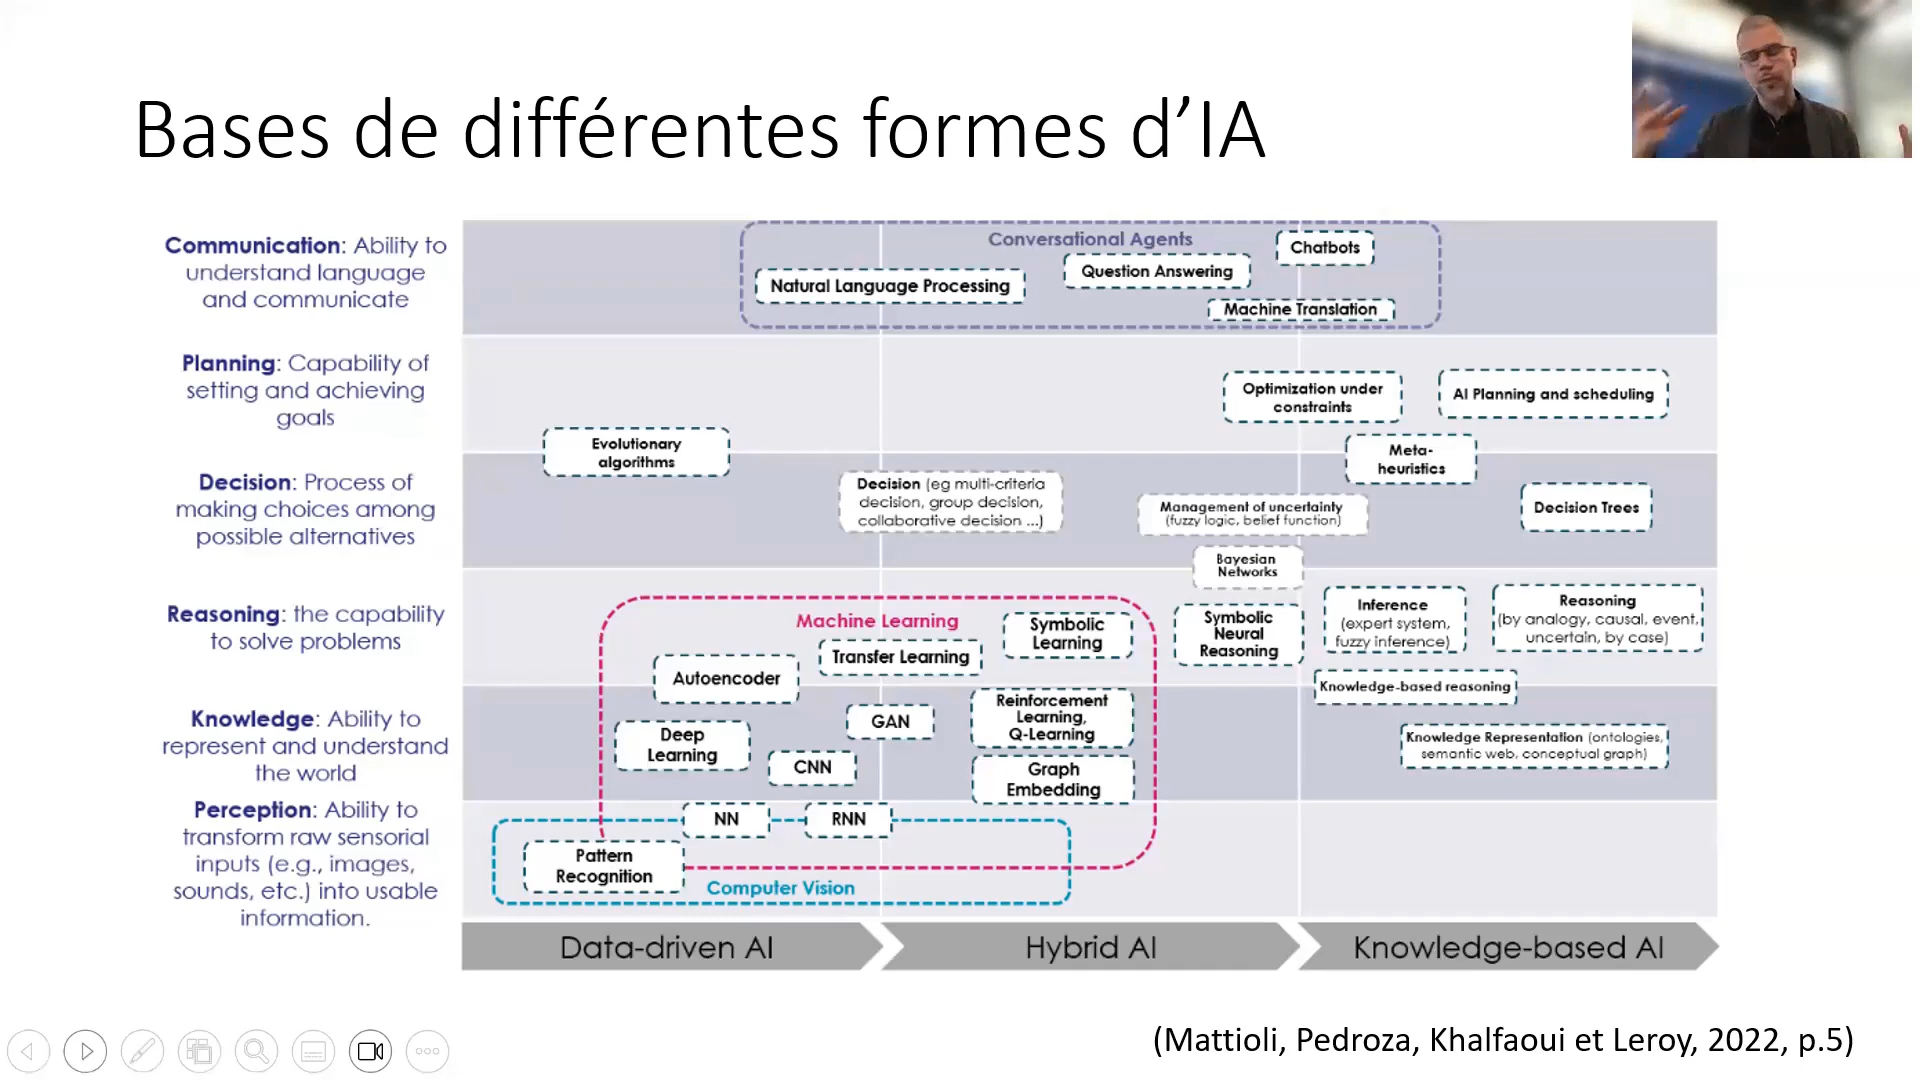 Bases de différentes formes d’IA
Communication: Ability to
understand language
and communicate
Conversational Agents
Chatbots
Question Answering
Natural Language Processing
Machine Translation
Planning: Capability of
setting and achieving
goals
Optimization under
constraints
AI Planning and scheduling
Evolutionary
algorithms
Meta-
heuristics
Decision: Process of
making choices among
possible alternatives
Decision (eg multi-criteria
decision, group decision,
collaborative decision ...)
Management of uncertainty
(fuzzy logic, belief function)
Decision Trees
Bayesian
Networks
Reasoning: the capability
to solve problems
Machine Learning
Symbolic
Learning
Transfer Learning
Autoencoder
Symbolic
Neural
Reasoning
Inference
(expert system,
fuzzy inference)
Reasoning
(by analogy, causal, event,
uncertain, by case)
Knowledge-based reasoning
Knowledge: Ability to
represent and understand
the world
Deep
Learning
GAN
CNN
Reinforcement
Learning,
Q-Learning
Graph
Embedding
Knowledge Representation (ontologies,
semantic web, conceptual graph)
Perception: Ability to
transform raw sensorial
inputs (e.g., images,
sounds, etc.) into usable
information.
NN
RNN
Pattern
Recognition
Computer Vision
Data-driven AI
Hybrid AI
Knowledge-based AI
(Mattioli, Pedroza, Khalfaoui et Leroy, 2022, p.5)